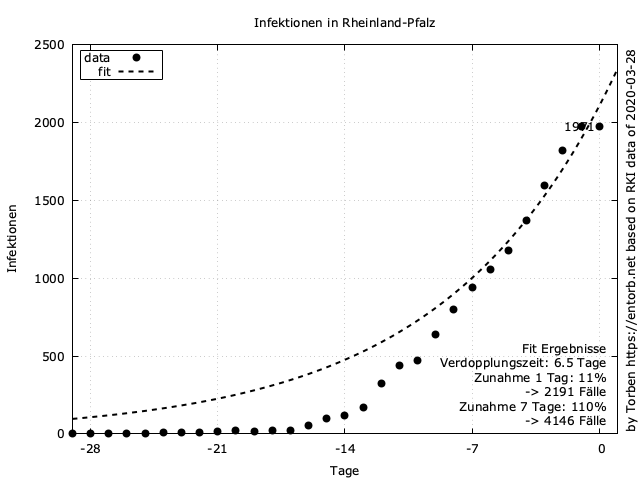 Infektionen in Rheinland-Pfalz
2500
2000
1500
1000
500
0
-28
-21
-14
-7
0
Infektionen
Tage
data
fit
1971
Fit Ergebnisse
Verdopplungszeit: 6.5 Tage
Zunahme 1 Tag: 11%
-> 2191 Fälle
Zunahme 7 Tage: 110%
-> 4146 Fälle
by Torben https://entorb.net based on RKI data of 2020-03-28